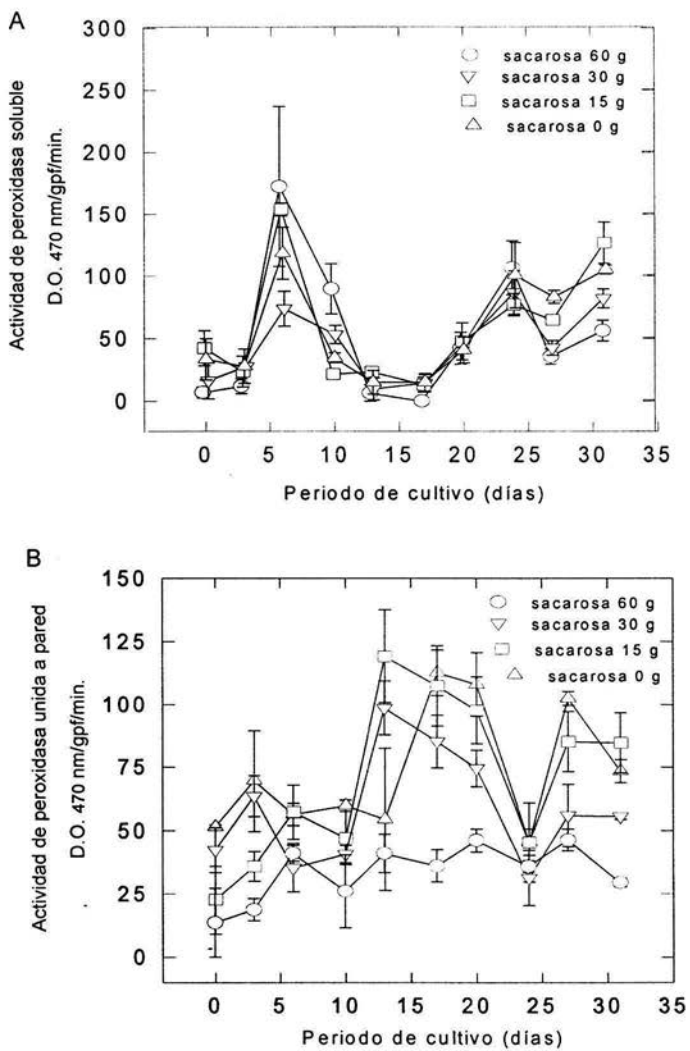 A
Actividad de peroxidasa soluble
D.O. 470 nm/gpf/min.
300
250
200
150
100
50
0
sacarosa 60 g
sacarosa 30 g
sacarosa 15 g
sacarosa 0 g
0 5 10 15 20 25 30 35
Periodo de cultivo (días)
B
Actividad de peroxidasa unida a pared
D.O. 470 nm/gpf/min.
150
125
100
75
50
25
0
sacarosa 60 g
sacarosa 30 g
sacarosa 15 g
sacarosa 0 g
0 5 10 15 20 25 30 35
Periodo de cultivo (días)